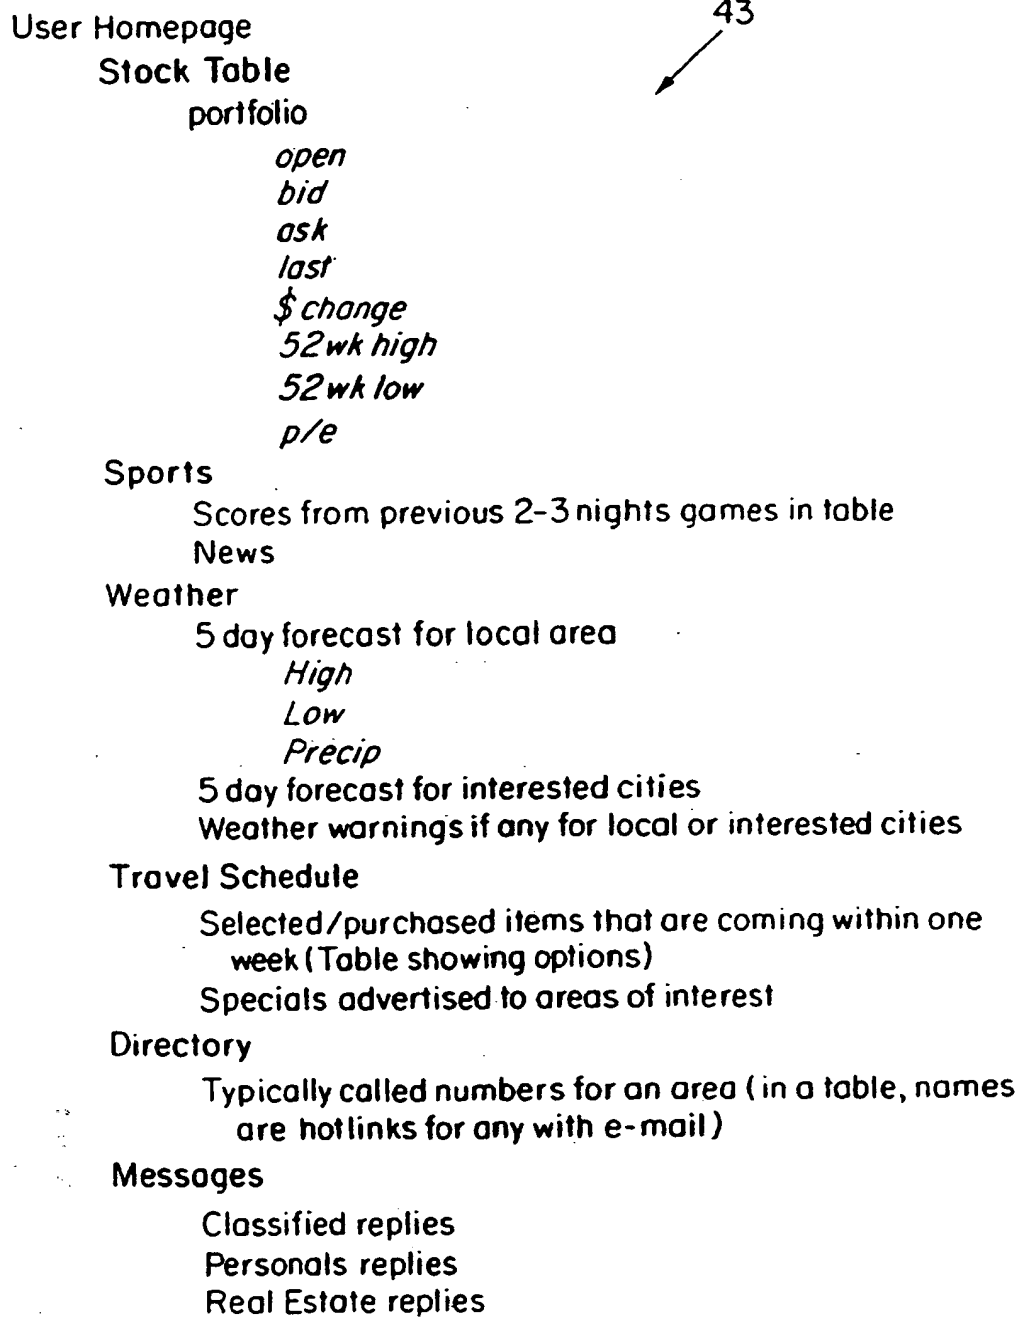 43
User Homepage
Stock Table
portfolio
open
bid
ask
last
$ change
52wk high
52wk low
p/e
Sports
Scores from previous 2-3 nights games in table
News
Weather
5 day forecast for local area
High
Low
Precip
5 day forecast for interested cities
Weather warnings if any for local or interested cities
Travel Schedule
Selected/purchased items that are coming within one
week (Table showing options)
Specials advertised to areas of interest
Directory
Typically called numbers for an area (in a table, names
are hotlinks for any with e-mail)
Messages
Classified replies
Personals replies
Real Estate replies